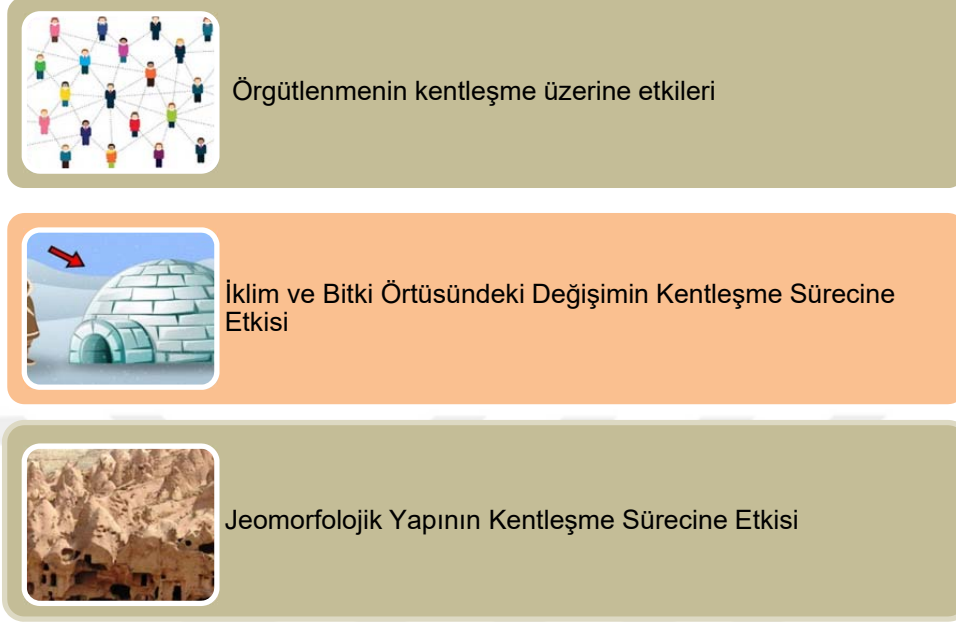 Örgütlenmenin kentleşme üzerine etkileri
İklim ve Bitki Örtüsündeki Değişimin Kentleşme Sürecine
Etkisi
Jeomorfolojik Yapının Kentleşme Sürecine Etkisi